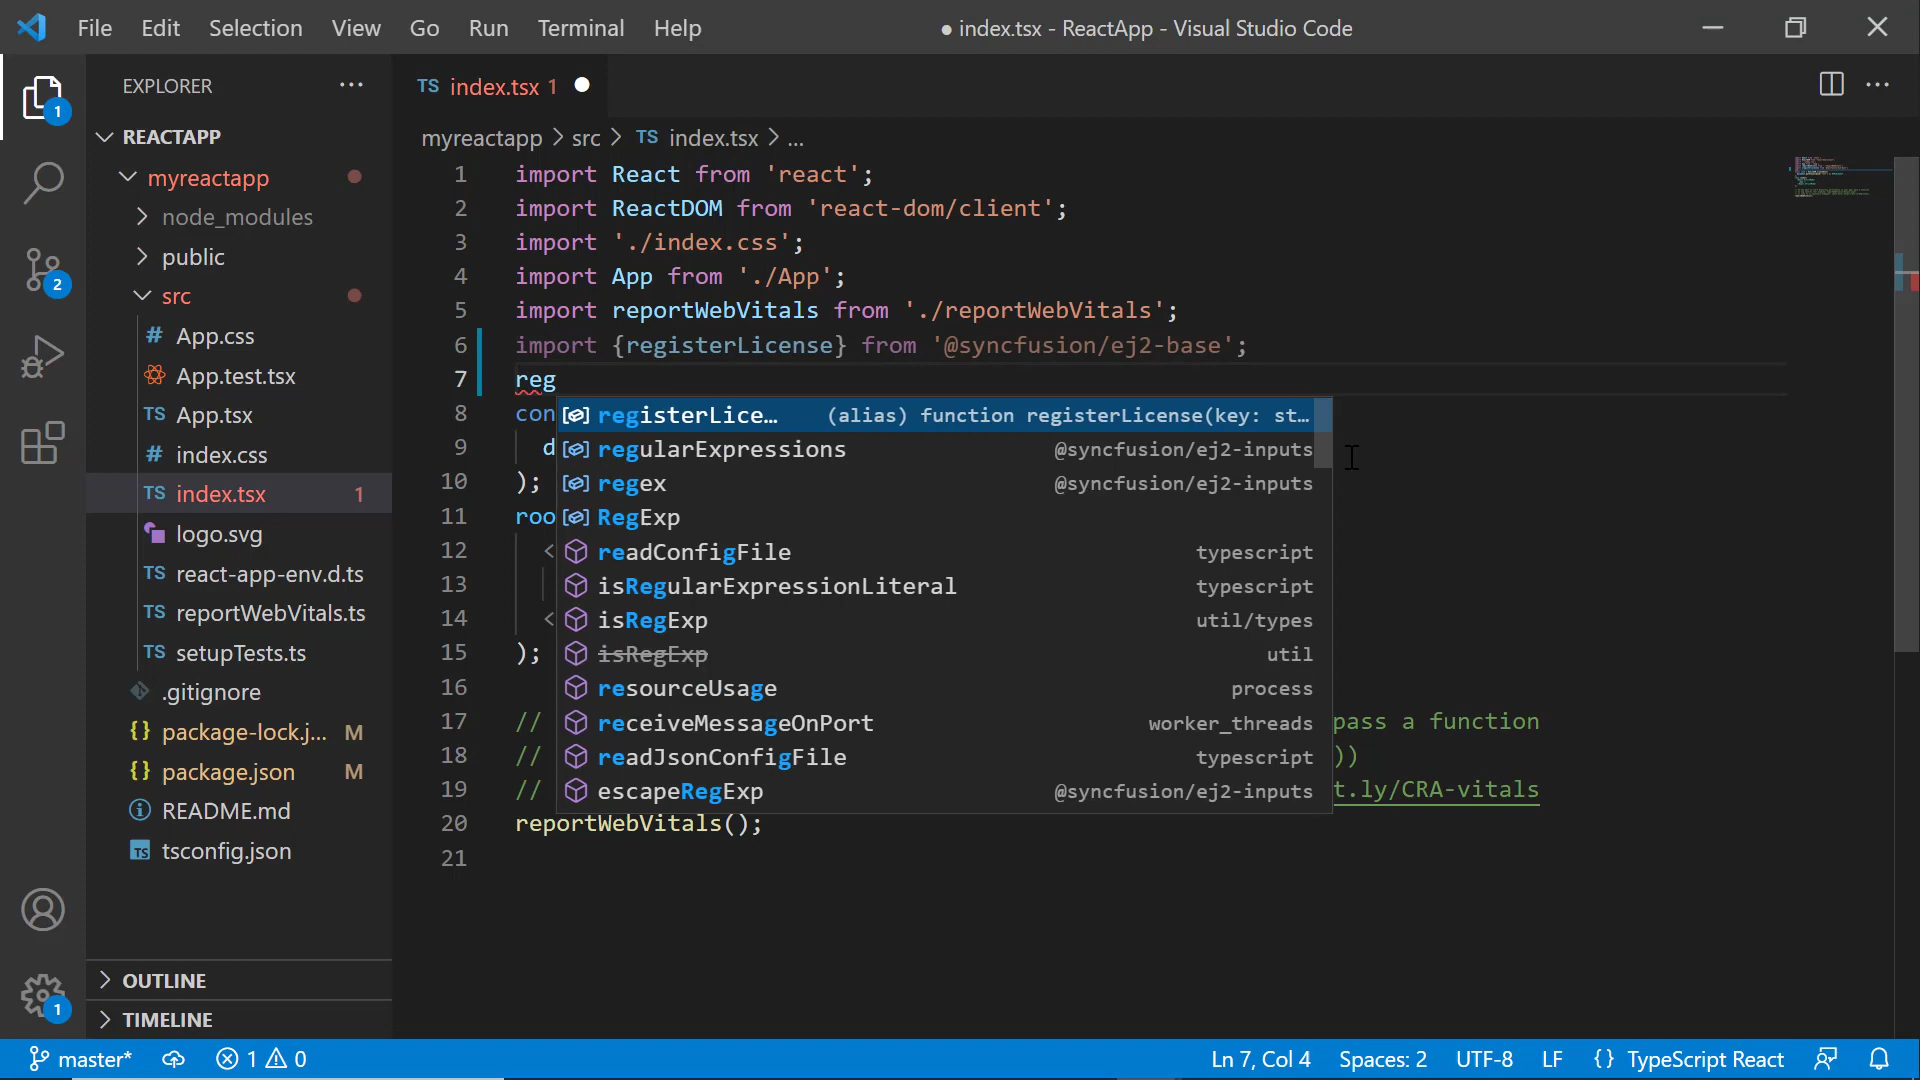 File Edit Selection View Go Run Terminal Help
● index.tsx - ReactApp - Visual Studio Code
EXPLORER ...
REACTAPP
myreactapp
node_modules
public
src
# App.css
App.test.tsx
TS App.tsx
# index.css
TS index.tsx 1
logo.svg
TS react-app-env.d.ts
TS reportWebVitals.ts
TS setupTests.ts
.gitignore
{} package-lock.j... M
{} package.json M
README.md
TS tsconfig.json
OUTLINE
TIMELINE
1
2
1
TS index.tsx 1
myreactapp > src > TS index.tsx > ...
1 import React from 'react';
2 import ReactDOM from 'react-dom/client';
3 import './index.css';
4 import App from './App';
5 import reportWebVitals from './reportWebVitals';
6 import {registerLicense} from '@syncfusion/ej2-base';
7 reg
8 con
9 d
10 );
11 roo
12 <
13
14 <
15 );
16
17 // pass a function
18 // ))
19 // t.ly/CRA-vitals
20 reportWebVitals();
21
registerLice... (alias) function registerLicense(key: st...
regularExpressions @syncfusion/ej2-inputs
regex @syncfusion/ej2-inputs
RegExp
readConfigFile typescript
isRegularExpressionLiteral typescript
isRegExp util/types
isRegExp util
resourceUsage process
receiveMessageOnPort worker_threads
readJsonConfigFile typescript
escapeRegExp @syncfusion/ej2-inputs
master* 1 0 Ln 7, Col 4 Spaces: 2 UTF-8 LF {} TypeScript React